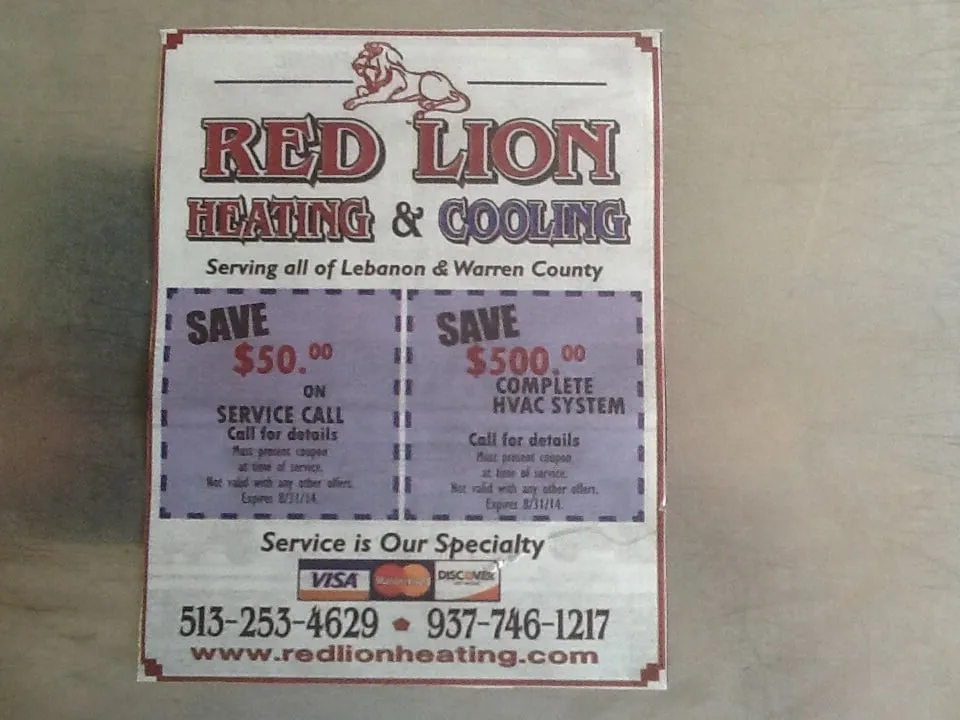 RED LION
HEATING & COOLING
Serving all of Lebanon & Warren County
SAVE
$50.00
ON
SERVICE CALL
Call for details
Must present coupon
at time of service.
Not valid with any other offers.
Expires 8/31/14.
SAVE
$500.00
COMPLETE
HVAC SYSTEM
Call for details
Must present coupon
at time of service.
Not valid with any other offers.
Expires 8/31/14.
Service is Our Specialty
VISA MasterCard DISCOVER
513-253-4629 • 937-746-1217
www.redlionheating.com